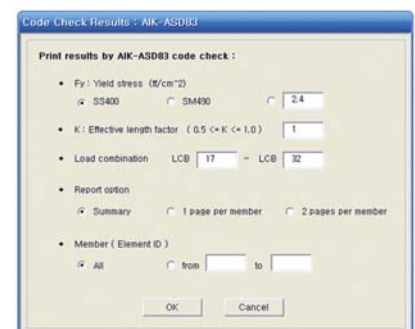 Code Check Results : AIK-ASD83
Print results by AIK-ASD83 code check :
• Fy : Yield stress (tf/cm^2)
SS400 SM490 2.4
• K : Effective length factor ( 0.5 <= K <= 1.0 ) 1
• Load combination LCB 17 ~ LCB 32
• Report option
Summary 1 page per member 2 pages per member
• Member ( Element ID )
All from to
OK Cancel